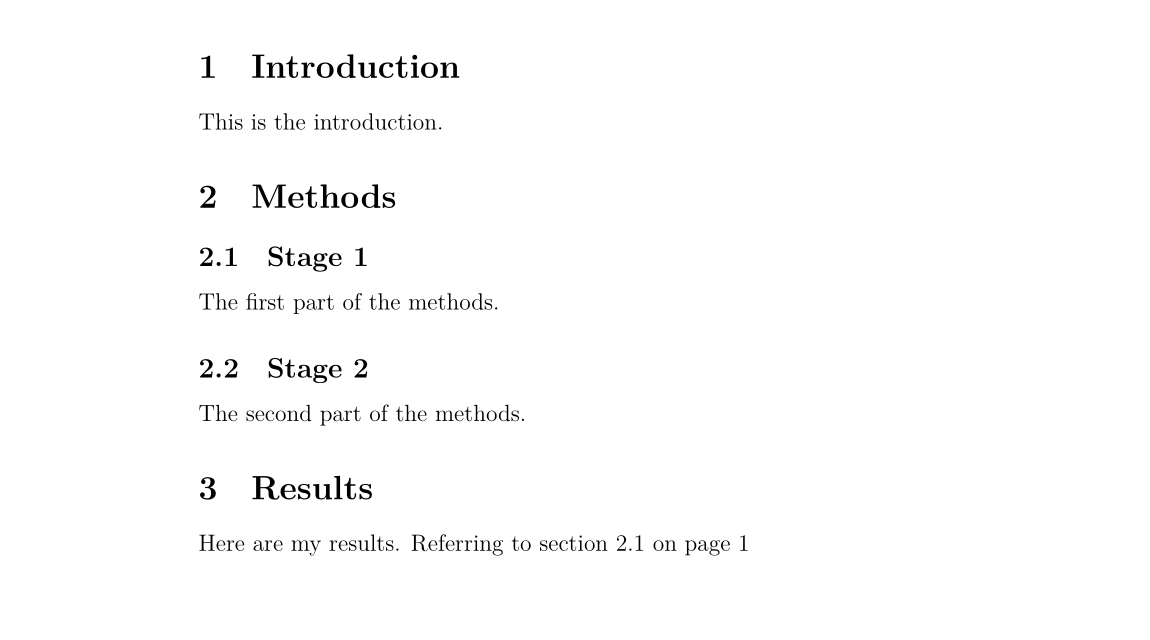 1 Introduction
This is the introduction.
2 Methods
2.1 Stage 1
The first part of the methods.
2.2 Stage 2
The second part of the methods.
3 Results
Here are my results. Referring to section 2.1 on page 1